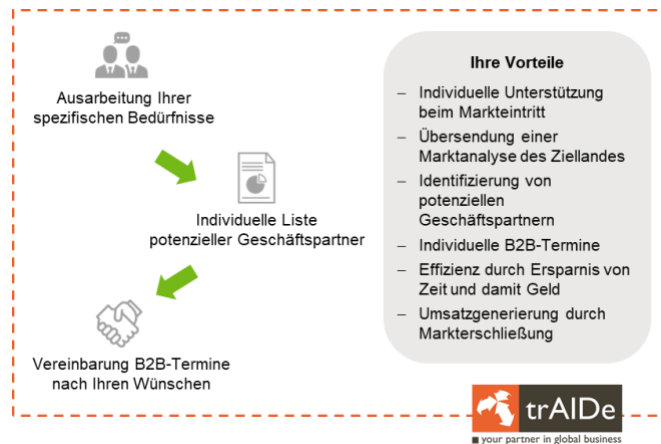 Ausarbeitung Ihrer
spezifischen Bedürfnisse
Individuelle Liste
potenzieller Geschäftspartner
Vereinbarung B2B-Termine
nach Ihren Wünschen
Ihre Vorteile
– Individuelle Unterstützung
beim Markteintritt
– Übersendung einer
Marktanalyse des Ziellandes
– Identifizierung von
potenziellen
Geschäftspartnern
– Individuelle B2B-Termine
– Effizienz durch Ersparnis von
Zeit und damit Geld
– Umsatzgenerierung durch
Markterschließung
trAIDe
your partner in global business